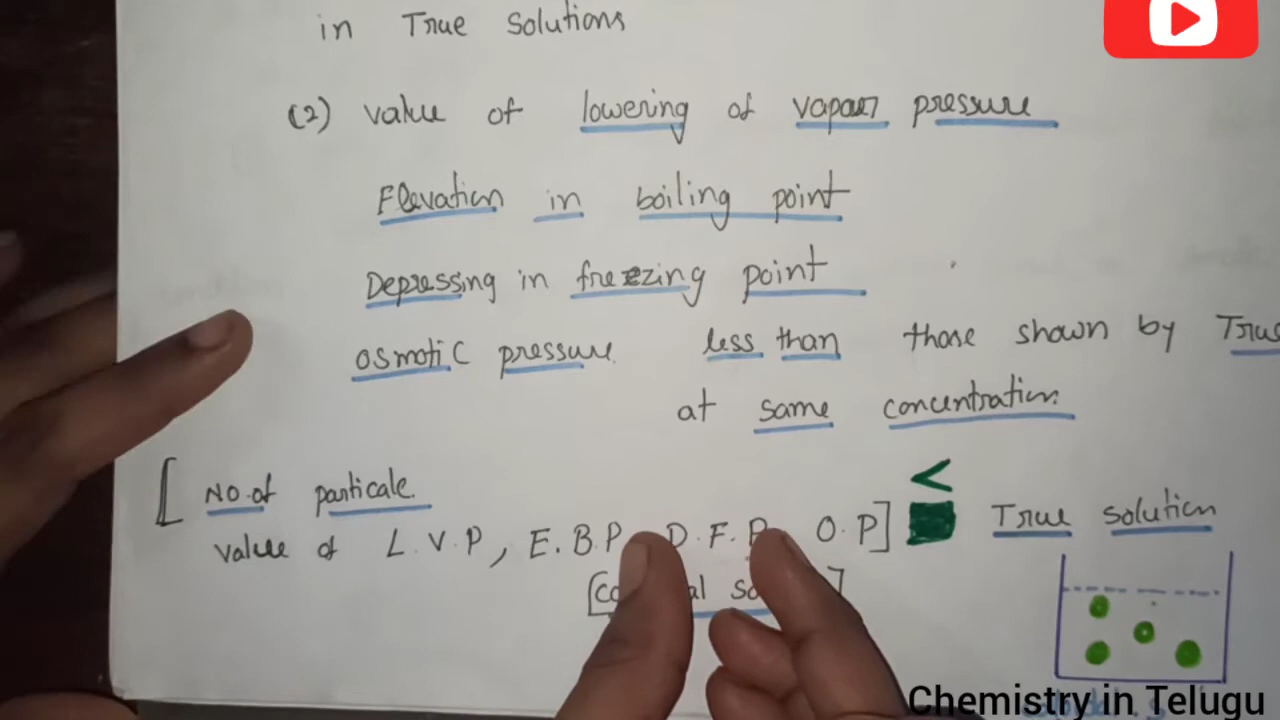 in True Solutions
(2) value of lowering of vapour pressure
Elevation in boiling point
Depressing in freezing point
osmotic pressure less than those shown by True
at same concentration
[ No.of particale
value of L.V.P, E.B.P D.F.P O.P] < True solution
Chemistry in Telugu